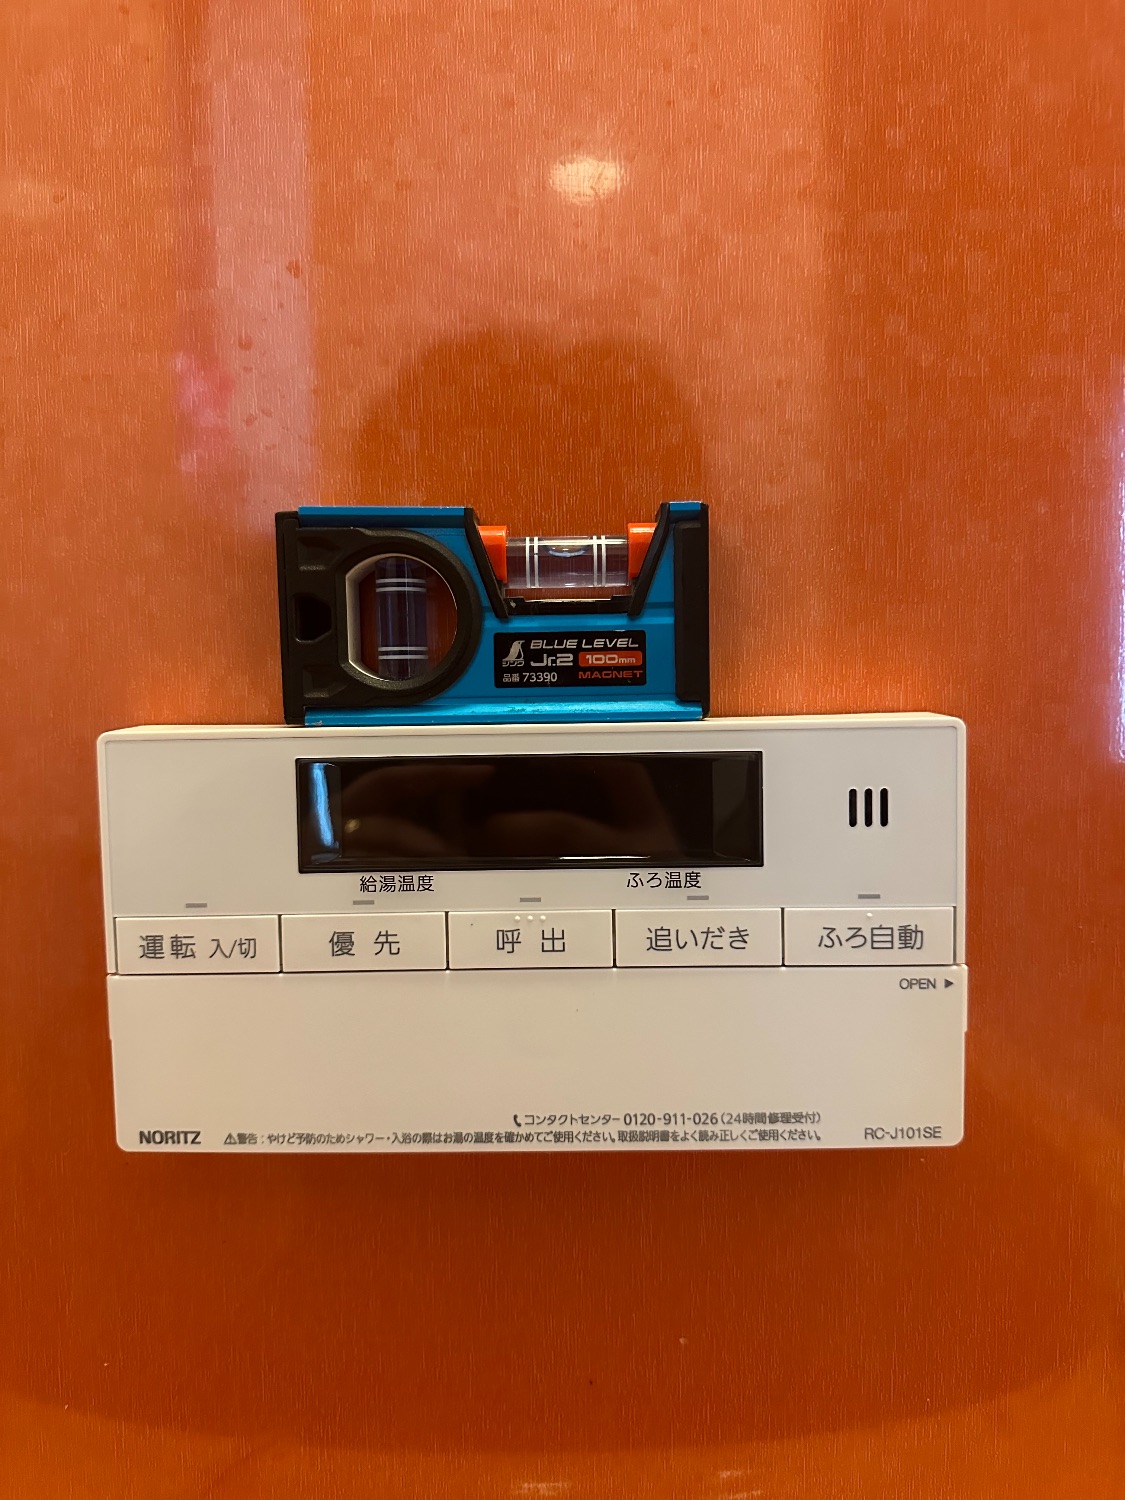 BLUE LEVEL
シンワ Jr.2 100mm
品番 73390 MAGNET
給湯温度 ふろ温度
運転 入/切 優先 呼出 追いだき ふろ自動
OPEN ▶
コンタクトセンター 0120-911-026(24時間修理受付)
NORITZ ⚠警告:やけど予防のためシャワー・入浴の際はお湯の温度を確かめてご使用ください。取扱説明書をよく読み正しくご使用ください。 RC-J101SE